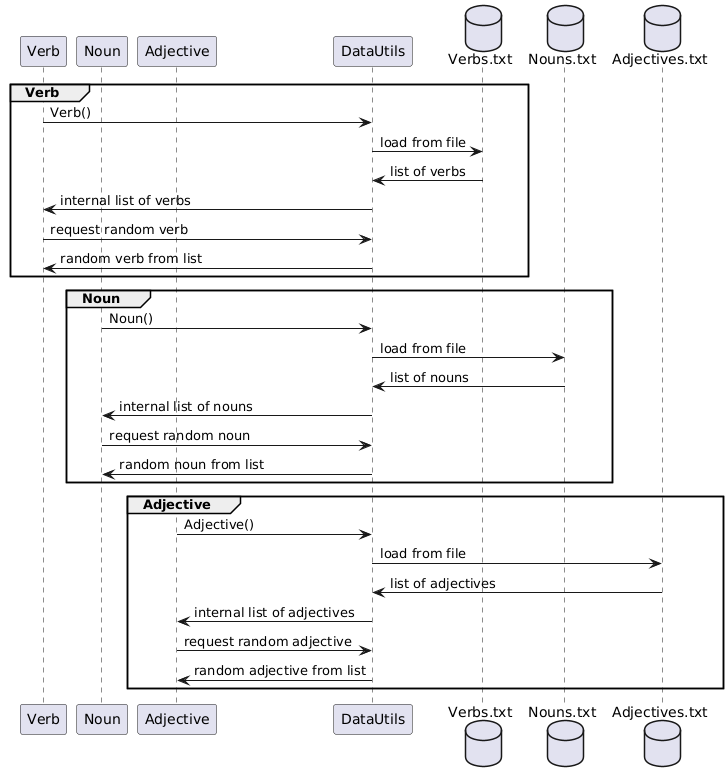 Verb Noun Adjective DataUtils Verbs.txt Nouns.txt Adjectives.txt
Verb
Verb()
load from file
list of verbs
internal list of verbs
request random verb
random verb from list
Noun
Noun()
load from file
list of nouns
internal list of nouns
request random noun
random noun from list
Adjective
Adjective()
load from file
list of adjectives
internal list of adjectives
request random adjective
random adjective from list
Verb Noun Adjective DataUtils Verbs.txt Nouns.txt Adjectives.txt